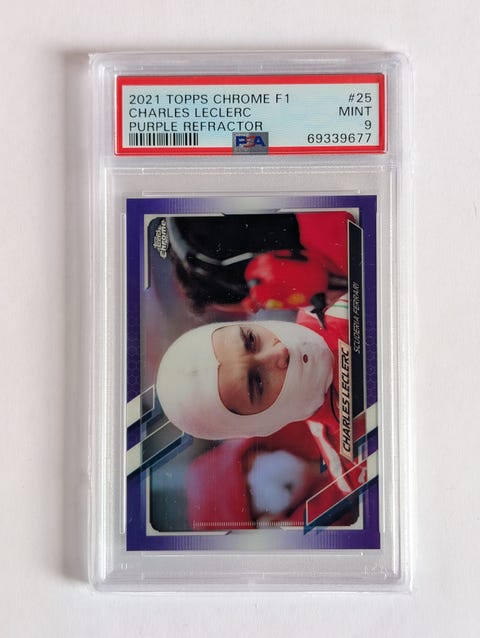 2021 TOPPS CHROME F1 #25
CHARLES LECLERC MINT
PURPLE REFRACTOR 9
PSA 69339677
Topps Chrome
CHARLES LECLERC
SCUDERIA FERRARI